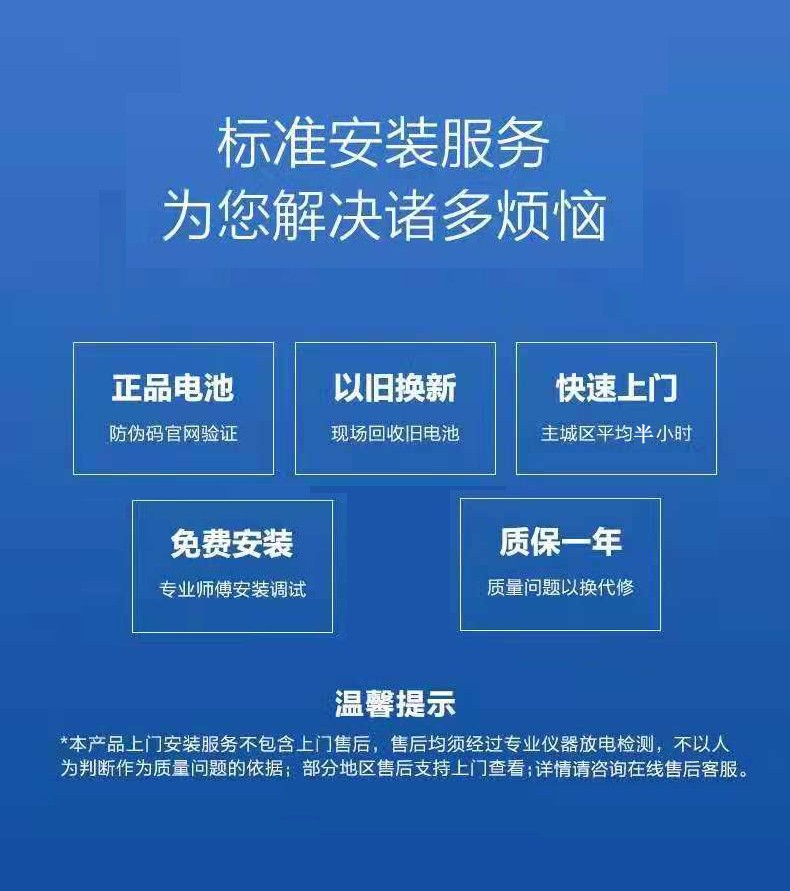 标准安装服务
为您解决诸多烦恼
正品电池
防伪码官网验证
以旧换新
现场回收旧电池
快速上门
主城区平均半小时
免费安装
专业师傅安装调试
质保一年
质量问题以换代修
温馨提示
*本产品上门安装服务不包含上门售后，售后均须经过专业仪器放电检测，不以人
为判断作为质量问题的依据；部分地区售后支持上门查看;详情请咨询在线售后客服。